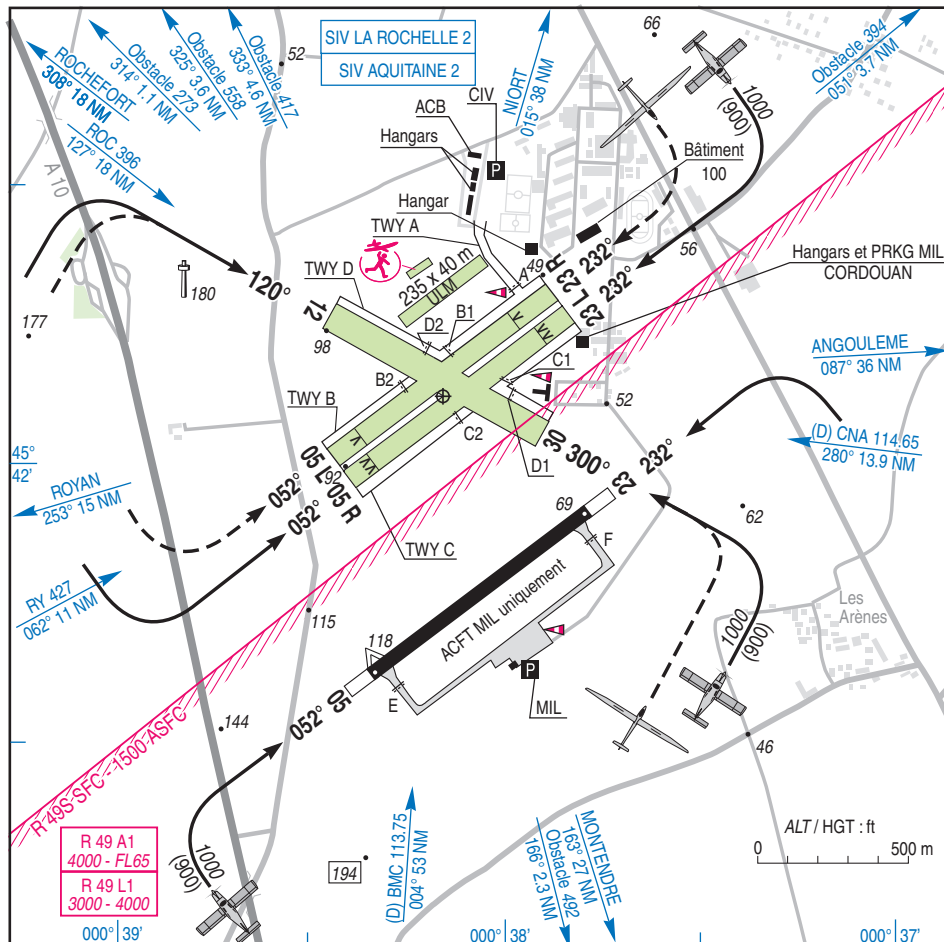 66
SIV LA ROCHELLE 2
SIV AQUITAINE 2
ROCHEFORT
308° 18 NM
Obstacle 273
314° 1.1 NM
Obstacle 558
325° 3.6 NM
Obstacle 417
333° 4.6 NM
52
NIORT
015° 38 NM
Obstacle 394
051° 3.7 NM
ROC 396
127° 18 NM
A 10
ACB
CIV
P
Hangars
1000
(900)
Bâtiment
100
Hangar
TWY A
56
A
49
Hangars et PRKG MIL
CORDOUAN
TWY D
235 x 40 m
ULM
23 R
232°
23 L
232°
180
120°
12
177
98
D2
B1
V
VV
C1
T
ANGOULEME
087° 36 NM
B2
TWY B
52
C2
D1
(D) CNA 114.65
280° 13.9 NM
45°
42'
V
VV
92
30
300°
23
232°
ROYAN
253° 15 NM
052°
05 L
052°
05 R
TWY C
69
62
F
RY 427
062° 11 NM
115
ACFT MIL uniquement
Les
Arènes
118
1000
(900)
P
MIL
E
052°
05
144
46
R 49S SFC - 1500 ASFC
R 49 A1
4000 - FL65
R 49 L1
3000 - 4000
1000
(900)
194
(D) BMC 113.75
004° 53 NM
MONTENDRE
163° 27 NM
Obstacle 492
166° 2.3 NM
ALT / HGT : ft
0
500 m
000° 39'
000° 38'
000° 37'